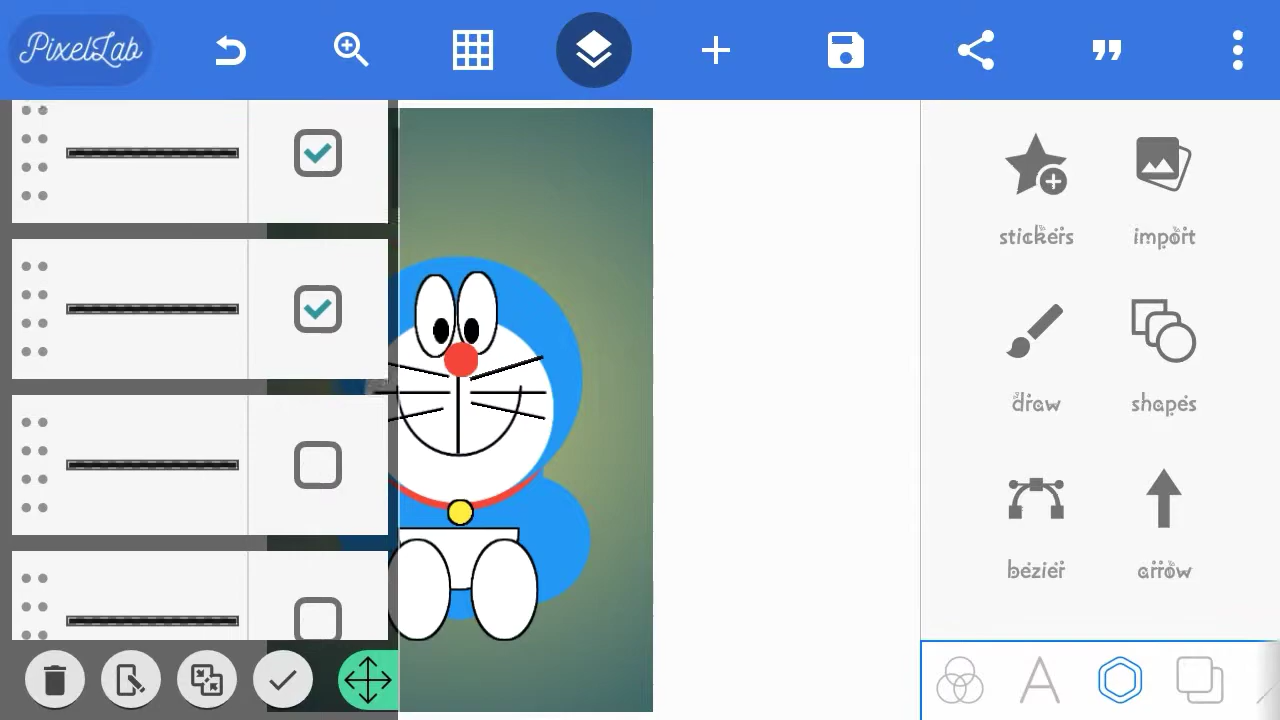 PixelLab
stickers
import
draw
shapes
bezier
arrow